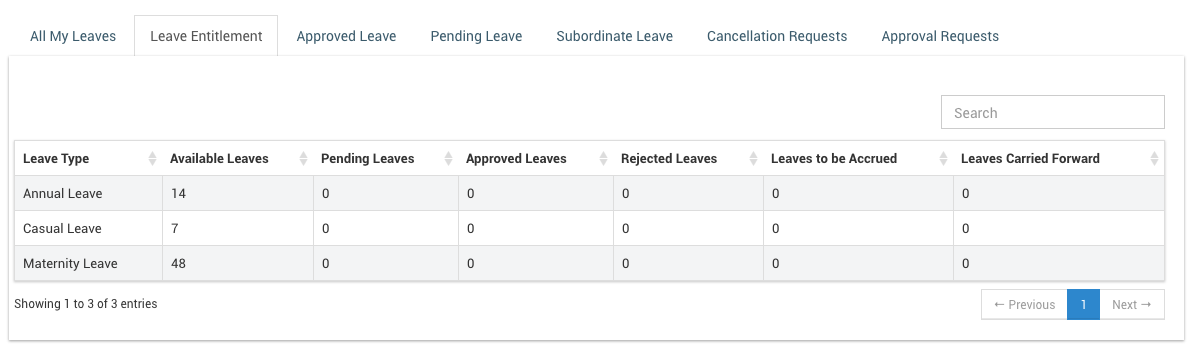 All My Leaves Leave Entitlement Approved Leave Pending Leave Subordinate Leave Cancellation Requests Approval Requests
Search
Leave Type Available Leaves Pending Leaves Approved Leaves Rejected Leaves Leaves to be Accrued Leaves Carried Forward
Annual Leave 14 0 0 0 0 0
Casual Leave 7 0 0 0 0 0
Maternity Leave 48 0 0 0 0 0
Showing 1 to 3 of 3 entries ← Previous 1 Next →